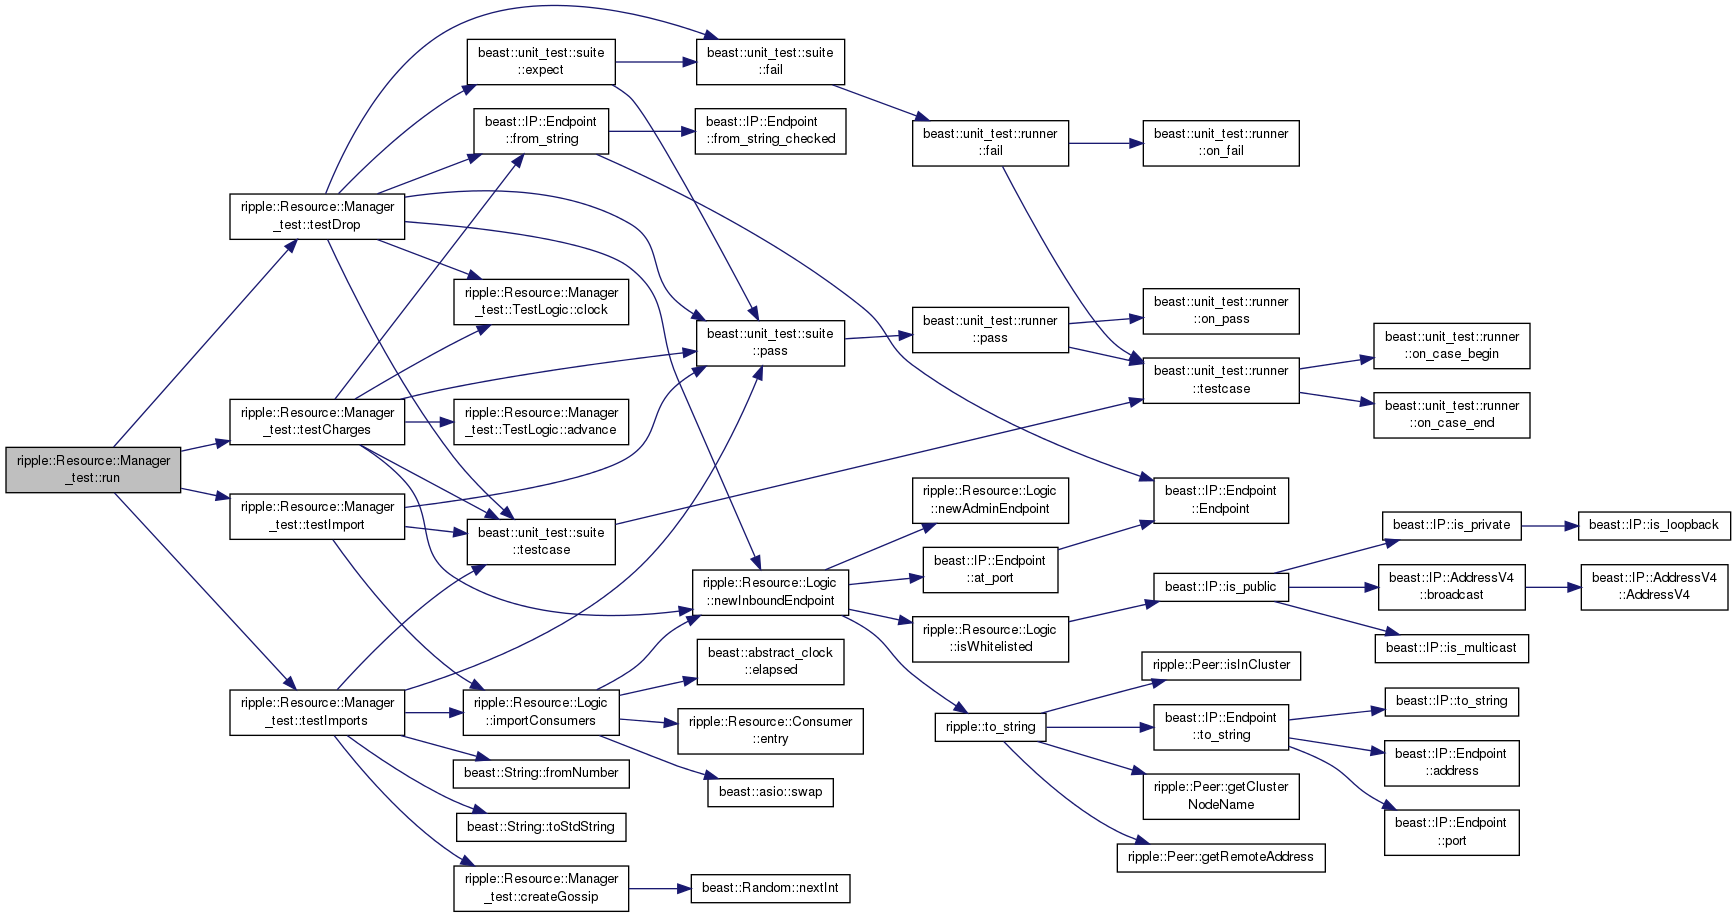 ripple::Resource::Manager
_test::run
ripple::Resource::Manager
_test::testDrop
ripple::Resource::Manager
_test::testCharges
ripple::Resource::Manager
_test::testImport
ripple::Resource::Manager
_test::testImports
beast::unit_test::suite
::expect
beast::IP::Endpoint
::from_string
ripple::Resource::Manager
_test::TestLogic::clock
ripple::Resource::Manager
_test::TestLogic::advance
beast::unit_test::suite
::testcase
ripple::Resource::Logic
::importConsumers
beast::String::fromNumber
beast::String::toStdString
ripple::Resource::Manager
_test::createGossip
beast::unit_test::suite
::fail
beast::IP::Endpoint
::from_string_checked
beast::unit_test::suite
::pass
ripple::Resource::Logic
::newInboundEndpoint
beast::abstract_clock
::elapsed
ripple::Resource::Consumer
::entry
beast::asio::swap
beast::Random::nextInt
beast::unit_test::runner
::fail
beast::unit_test::runner
::pass
ripple::Resource::Logic
::newAdminEndpoint
beast::IP::Endpoint
::at_port
ripple::Resource::Logic
::isWhitelisted
ripple::to_string
beast::unit_test::runner
::on_fail
beast::unit_test::runner
::on_pass
beast::unit_test::runner
::testcase
beast::IP::Endpoint
::Endpoint
beast::IP::is_public
ripple::Peer::isInCluster
beast::IP::Endpoint
::to_string
ripple::Peer::getCluster
NodeName
ripple::Peer::getRemoteAddress
beast::unit_test::runner
::on_case_begin
beast::unit_test::runner
::on_case_end
beast::IP::is_private
beast::IP::AddressV4
::broadcast
beast::IP::is_multicast
beast::IP::to_string
beast::IP::Endpoint
::address
beast::IP::Endpoint
::port
beast::IP::is_loopback
beast::IP::AddressV4
::AddressV4